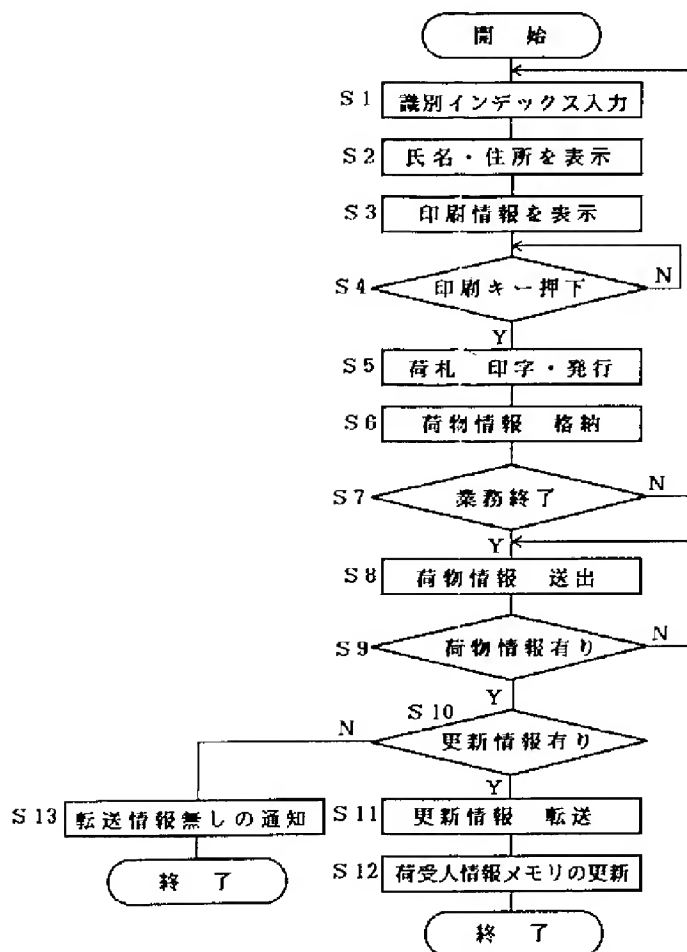 開 始
S1 識別インデックス入力
S2 氏名・住所を表示
S3 印刷情報を表示
S4 印刷キー押下 N
Y
S5 荷札 印字・発行
S6 荷物情報 格納
S7 業務終了 N
Y
S8 荷物情報 送出
S9 荷物情報有り N
Y
S10
N 更新情報有り
Y
S13 転送情報無しの通知 S11 更新情報 転送
終 了 S12 荷受人情報メモリの更新
終 了